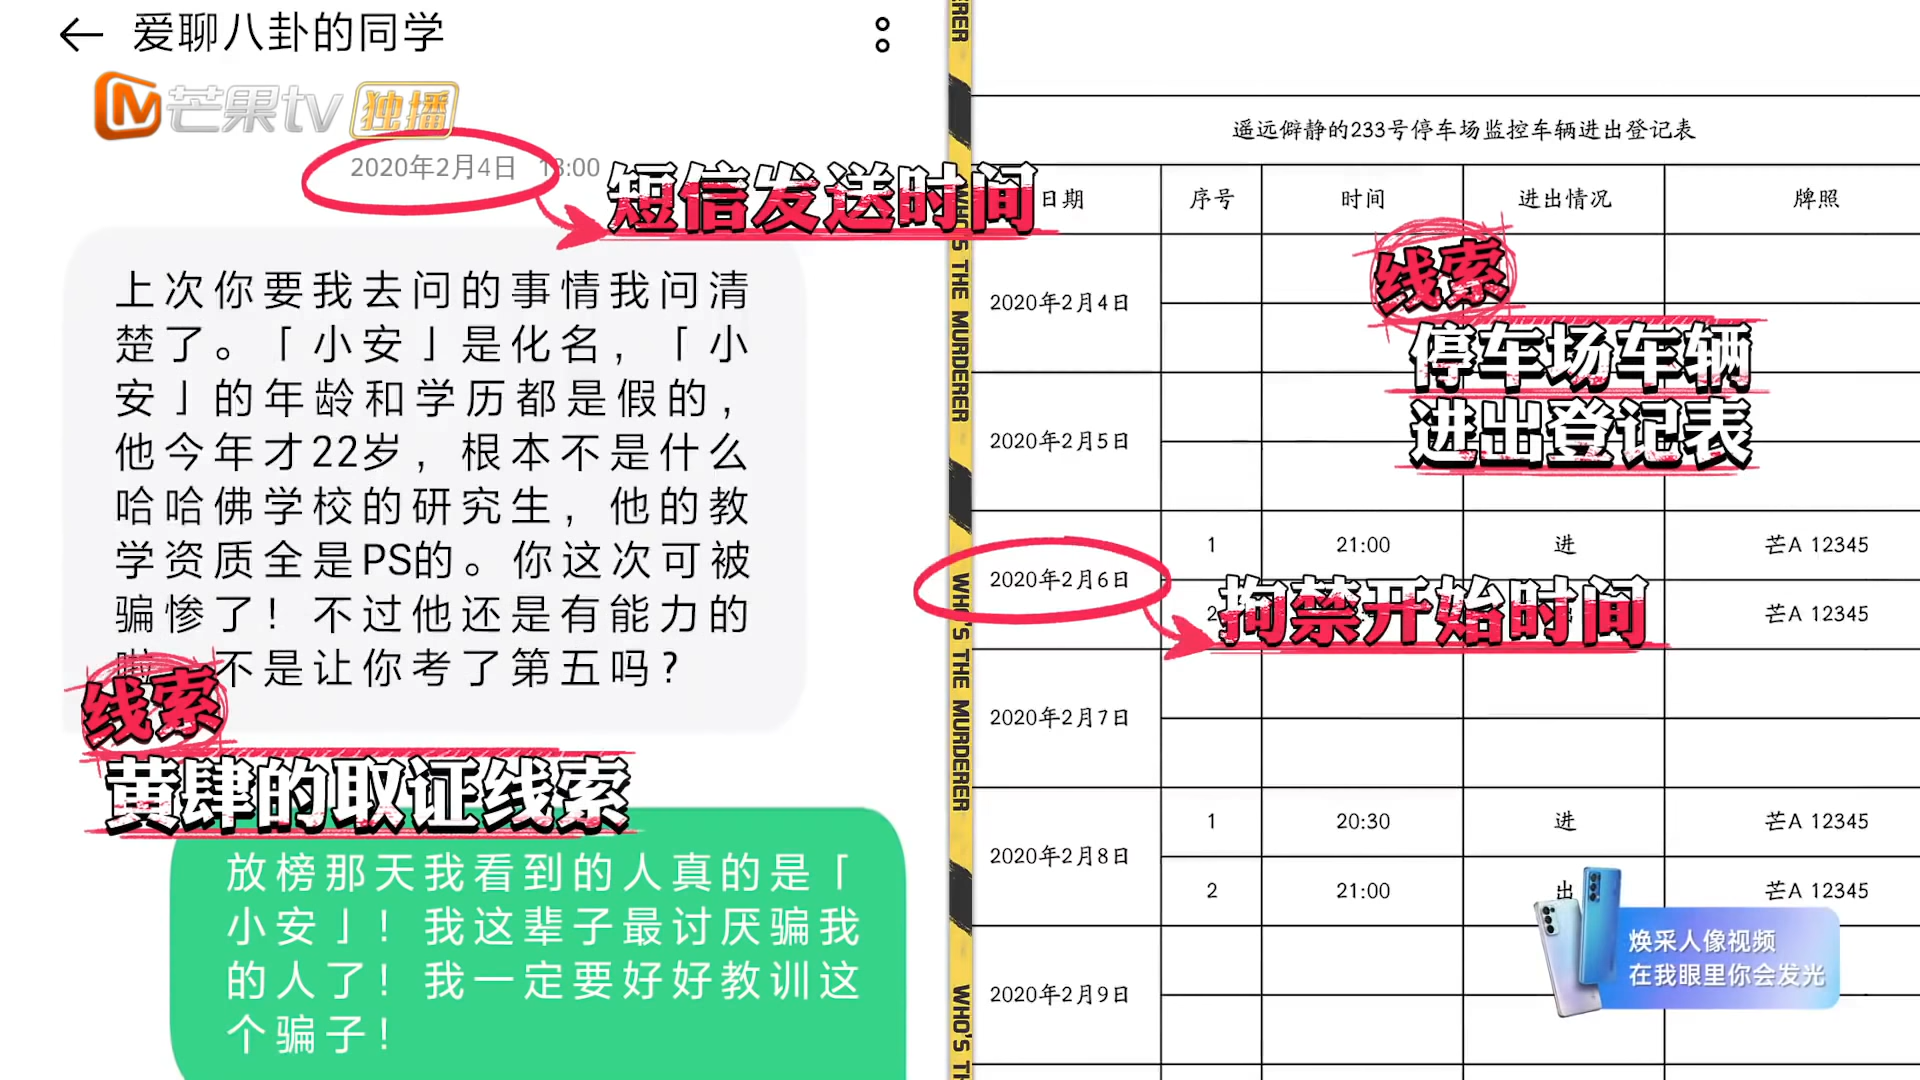 爱聊八卦的同学
芒果tv 独播
2020年2月4日
短信发送时间
上次你要我去问的事情我问清
楚了。「小安」是化名，「小
安」的年龄和学历都是假的，
他今年才22岁，根本不是什么
哈哈佛学校的研究生，他的教
学资质全是PS的。你这次可被
骗惨了！不过他还是有能力的
不是让你考了第五吗？
线索
黄肆的取证线索
放榜那天我看到的人真的是「
小安」！我这辈子最讨厌骗我
的人了！我一定要好好教训这
个骗子！
WHO'S THE MURDERER
WHO'S THE MURDERER
遥远僻静的233号停车场监控车辆进出登记表
日期 序号 时间 进出情况 牌照
线索
停车场车辆
进出登记表
2020年2月4日
2020年2月5日
2020年2月6日 1 21:00 进 芒A 12345
2 芒A 12345
拘禁开始时间
2020年2月7日
2020年2月8日 1 20:30 进 芒A 12345
2 21:00 出 芒A 12345
2020年2月9日
焕采人像视频
在我眼里你会发光